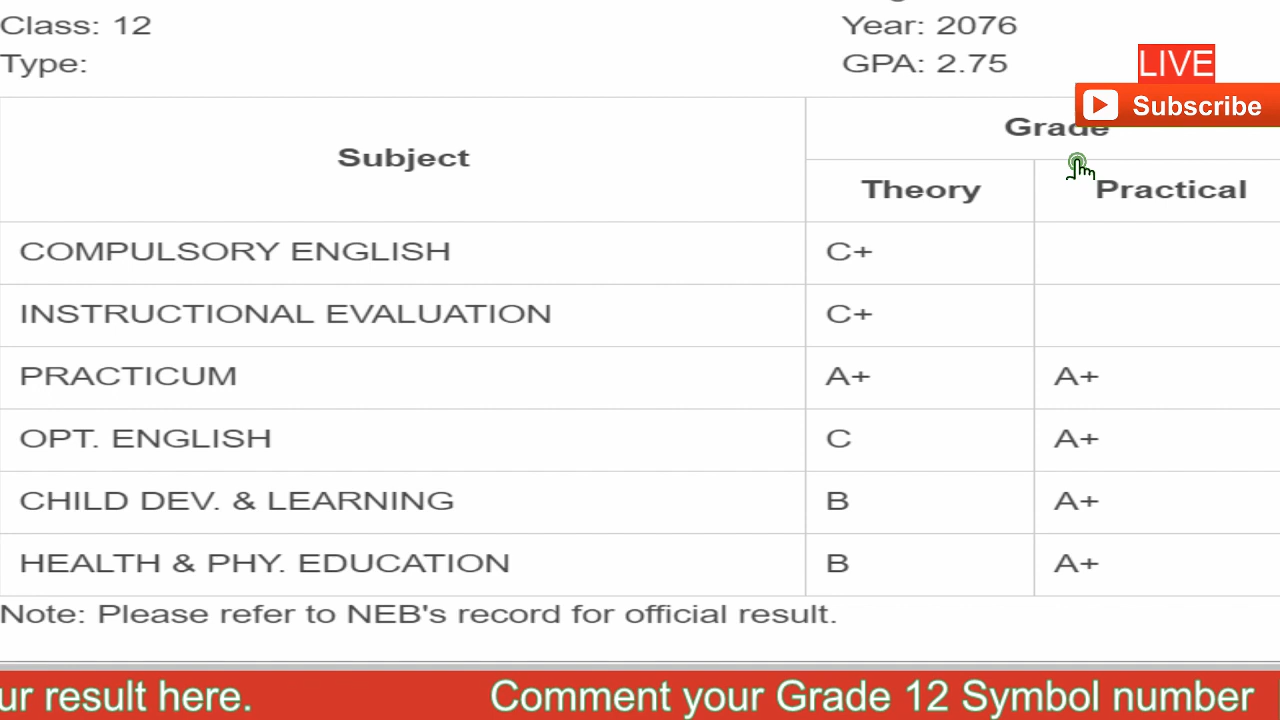 Class: 12 Year: 2076
Type: GPA: 2.75
LIVE
Subscribe
Subject Grade
Theory Practical
COMPULSORY ENGLISH C+
INSTRUCTIONAL EVALUATION C+
PRACTICUM A+ A+
OPT. ENGLISH C A+
CHILD DEV. & LEARNING B A+
HEALTH & PHY. EDUCATION B A+
Note: Please refer to NEB's record for official result.
ur result here. Comment your Grade 12 Symbol number